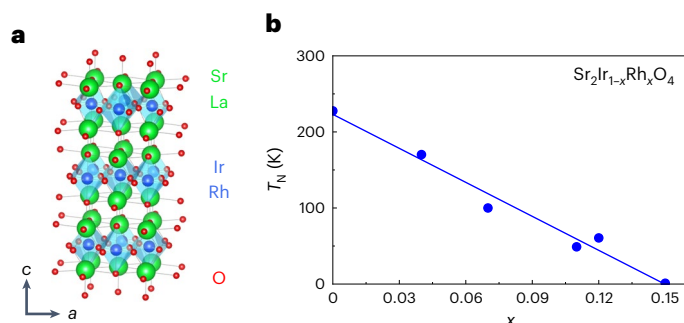 a
Sr
La
Ir
Rh
O
c
a
b
Sr₂Ir₁₋ₓRhₓO₄
T_N (K)
300
200
100
0
0
0.03
0.06
0.09
0.12
0.15
x